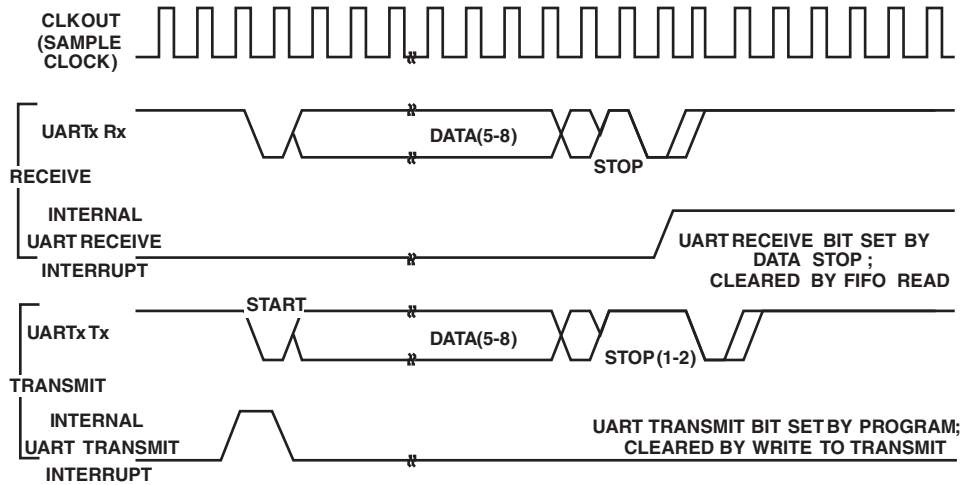 CLKOUT
(SAMPLE
CLOCK)
UARTx Rx
DATA(5-8)
STOP
RECEIVE
INTERNAL
UART RECEIVE
INTERRUPT
UART RECEIVE BIT SET BY
DATA STOP ;
CLEARED BY FIFO READ
START
UARTx Tx
DATA(5-8)
STOP (1-2)
TRANSMIT
INTERNAL
UART TRANSMIT
INTERRUPT
UART TRANSMIT BIT SET BY PROGRAM;
CLEARED BY WRITE TO TRANSMIT